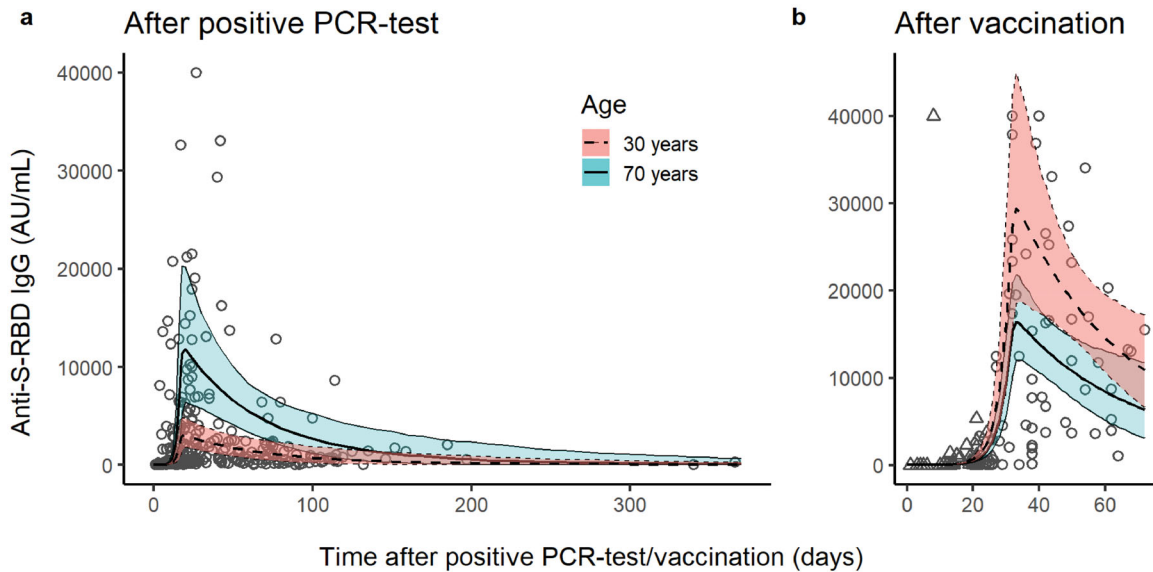 a After positive PCR-test
b After vaccination
Anti-S-RBD IgG (AU/mL)
40000
30000
20000
10000
0
0 100 200 300
Age
30 years
70 years
40000
30000
20000
10000
0
0 20 40 60
Time after positive PCR-test/vaccination (days)